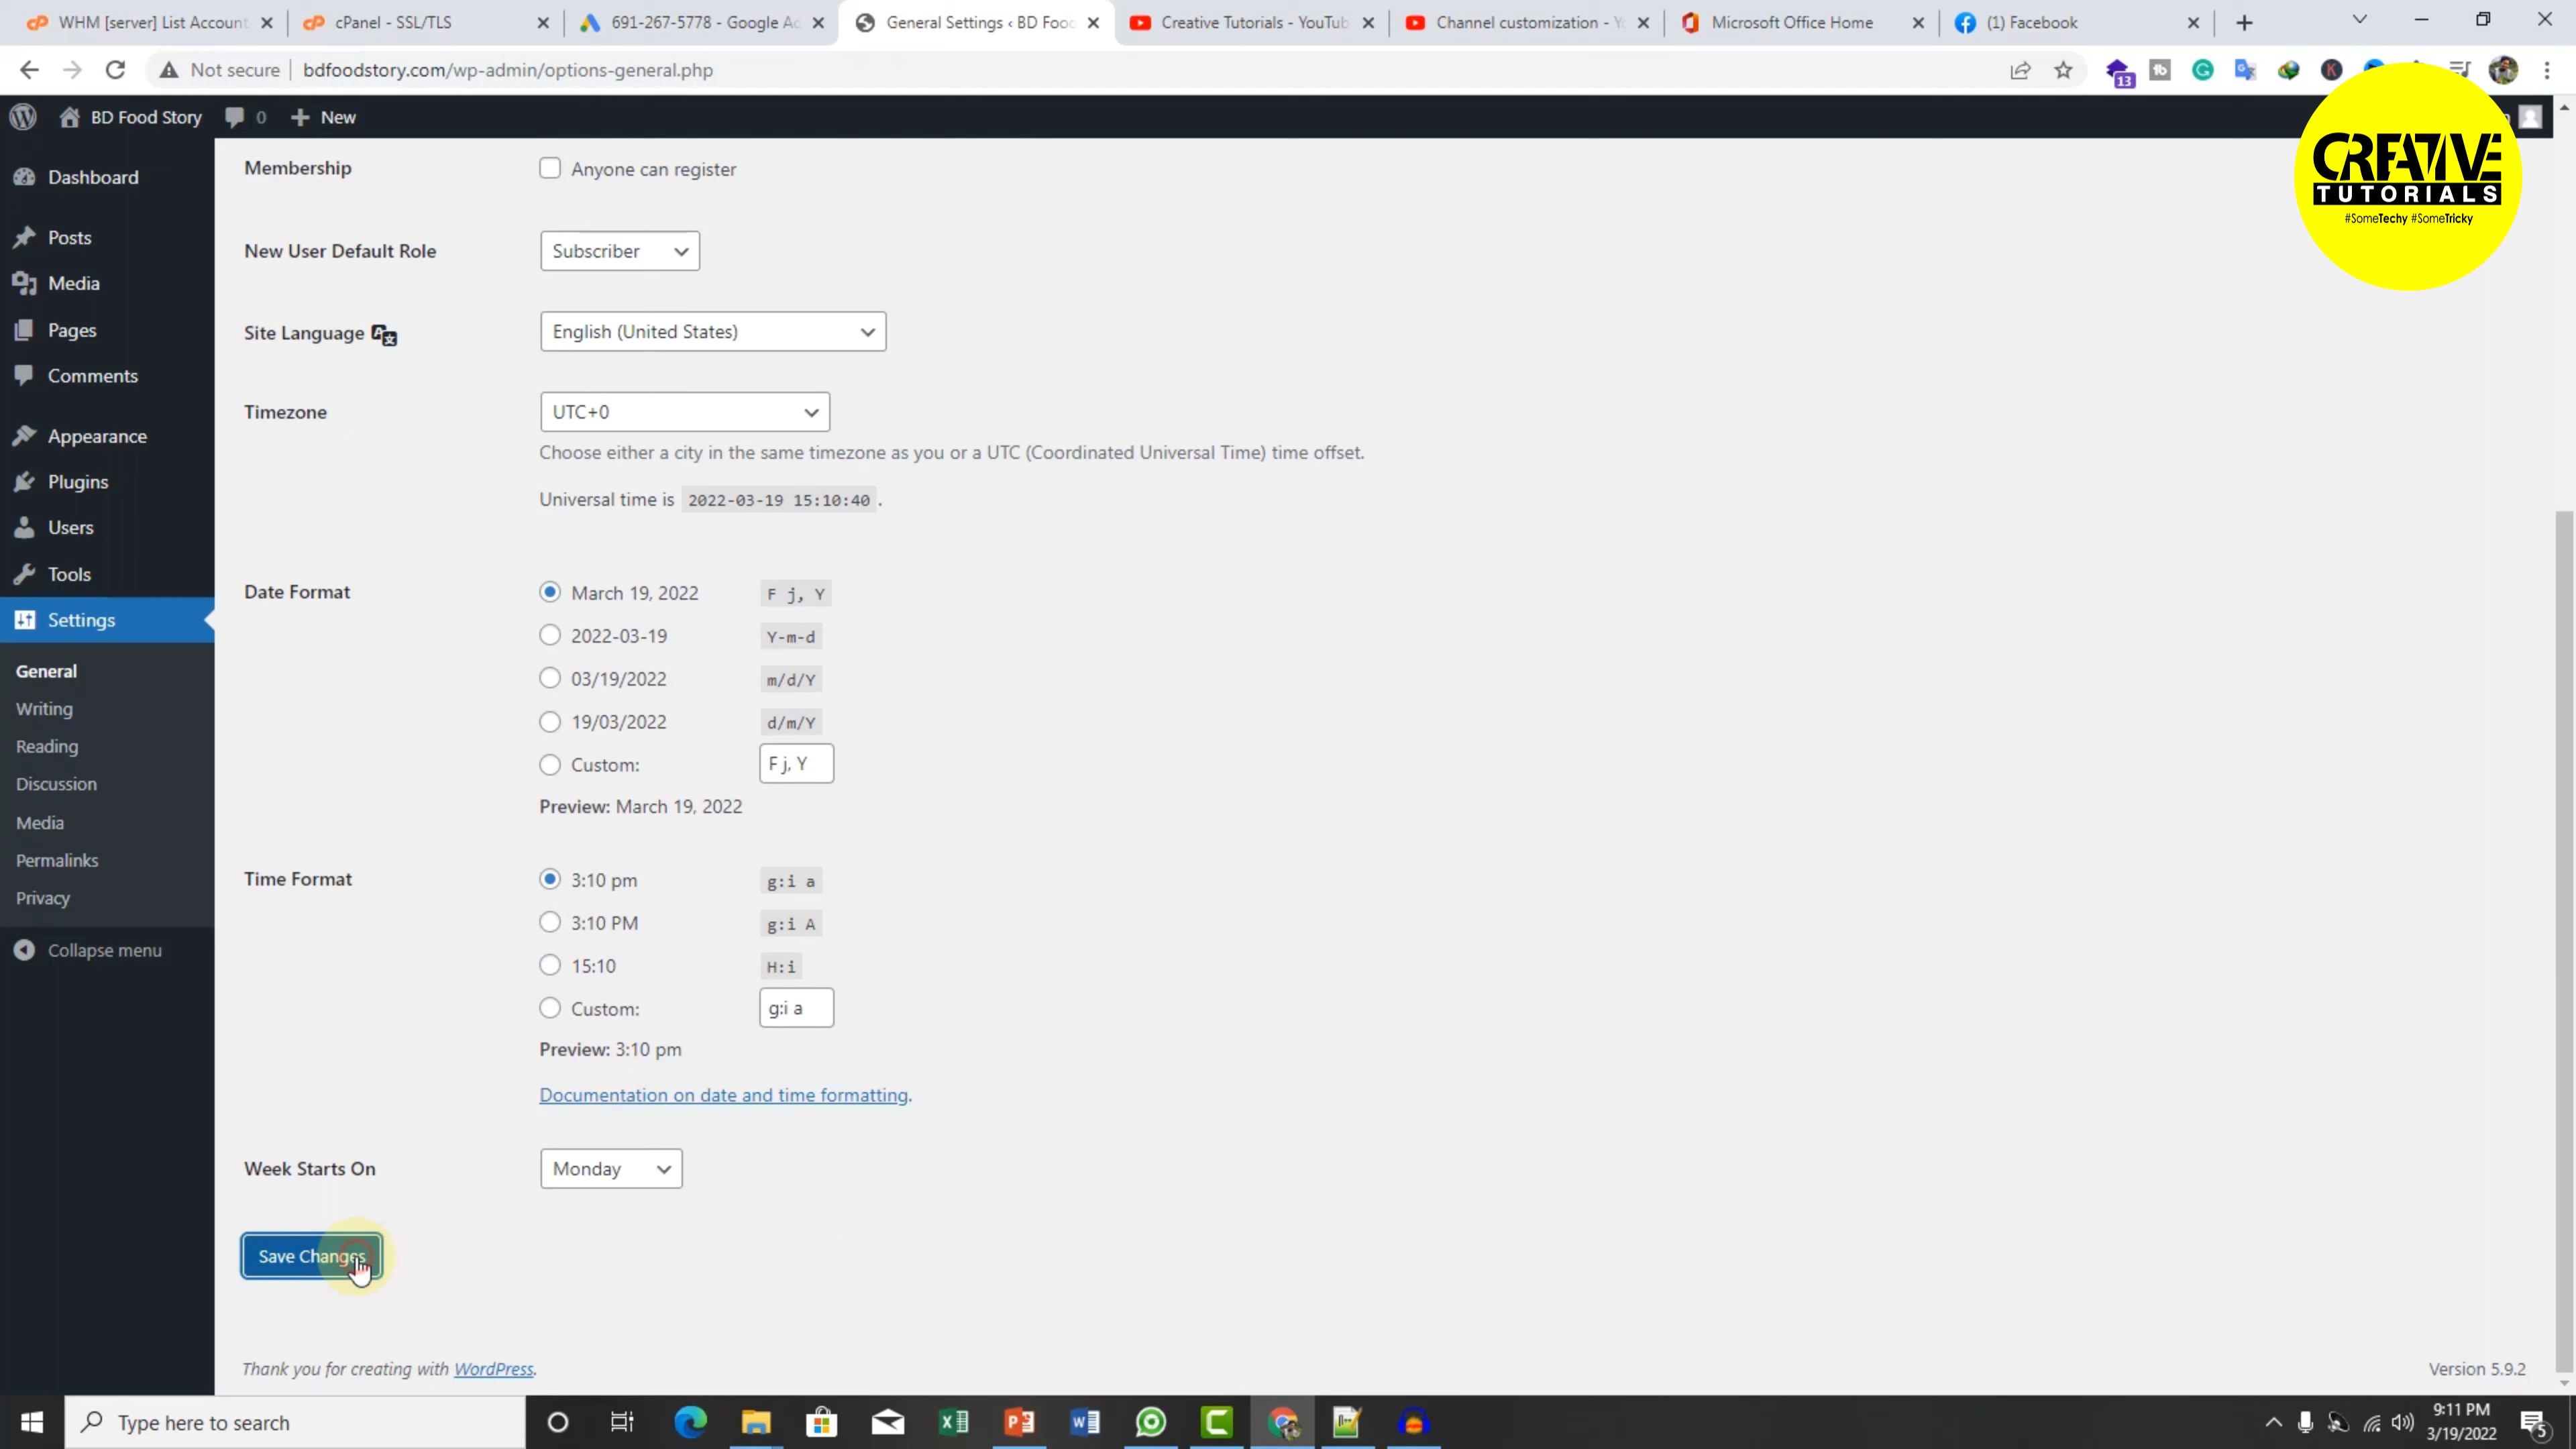 WHM [server] List Account
cPanel - SSL/TLS
691-267-5778 - Google Ac
General Settings ‹ BD Food
Creative Tutorials - YouTub
Channel customization - Yo
Microsoft Office Home
(1) Facebook
Not secure
bdfoodstory.com/wp-admin/options-general.php
13
BD Food Story
0
New
CREATIVE
TUTORIALS
#SomeTechy #SomeTricky
Dashboard
Posts
Media
Pages
Comments
Appearance
Plugins
Users
Tools
Settings
General
Writing
Reading
Discussion
Media
Permalinks
Privacy
Collapse menu
Membership
Anyone can register
New User Default Role
Subscriber
Site Language
English (United States)
Timezone
UTC+0
Choose either a city in the same timezone as you or a UTC (Coordinated Universal Time) time offset.
Universal time is 2022-03-19 15:10:40 .
Date Format
March 19, 2022 F j, Y
2022-03-19 Y-m-d
03/19/2022 m/d/Y
19/03/2022 d/m/Y
Custom: F j, Y
Preview: March 19, 2022
Time Format
3:10 pm g:i a
3:10 PM g:i A
15:10 H:i
Custom: g:i a
Preview: 3:10 pm
Documentation on date and time formatting.
Week Starts On
Monday
Save Changes
Thank you for creating with WordPress.
Version 5.9.2
Type here to search
9:11 PM
3/19/2022
5